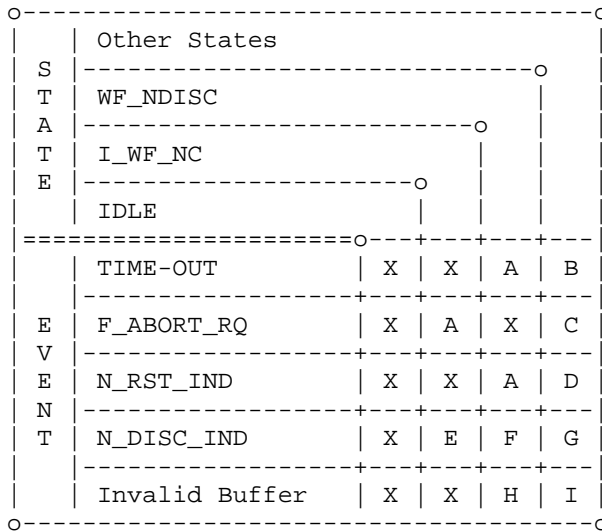 o---------------------------------------o
|   | Other States
| S |------------------------------o
| T | WF_NDISC                     |
| A |--------------------------o   |
| T | I_WF_NC                  |   |
| E |----------------------o   |   |
|   | IDLE                 |   |   |
|======================o---+---+---+---|
|   | TIME-OUT         | X | X | A | B |
|   |------------------+---+---+---+---|
| E | F_ABORT_RQ       | X | A | X | C |
| V |------------------+---+---+---+---|
| E | N_RST_IND        | X | X | A | D |
| N |------------------+---+---+---+---|
| T | N_DISC_IND       | X | E | F | G |
|   |------------------+---+---+---+---|
|   | Invalid Buffer   | X | X | H | I |
o---------------------------------------o